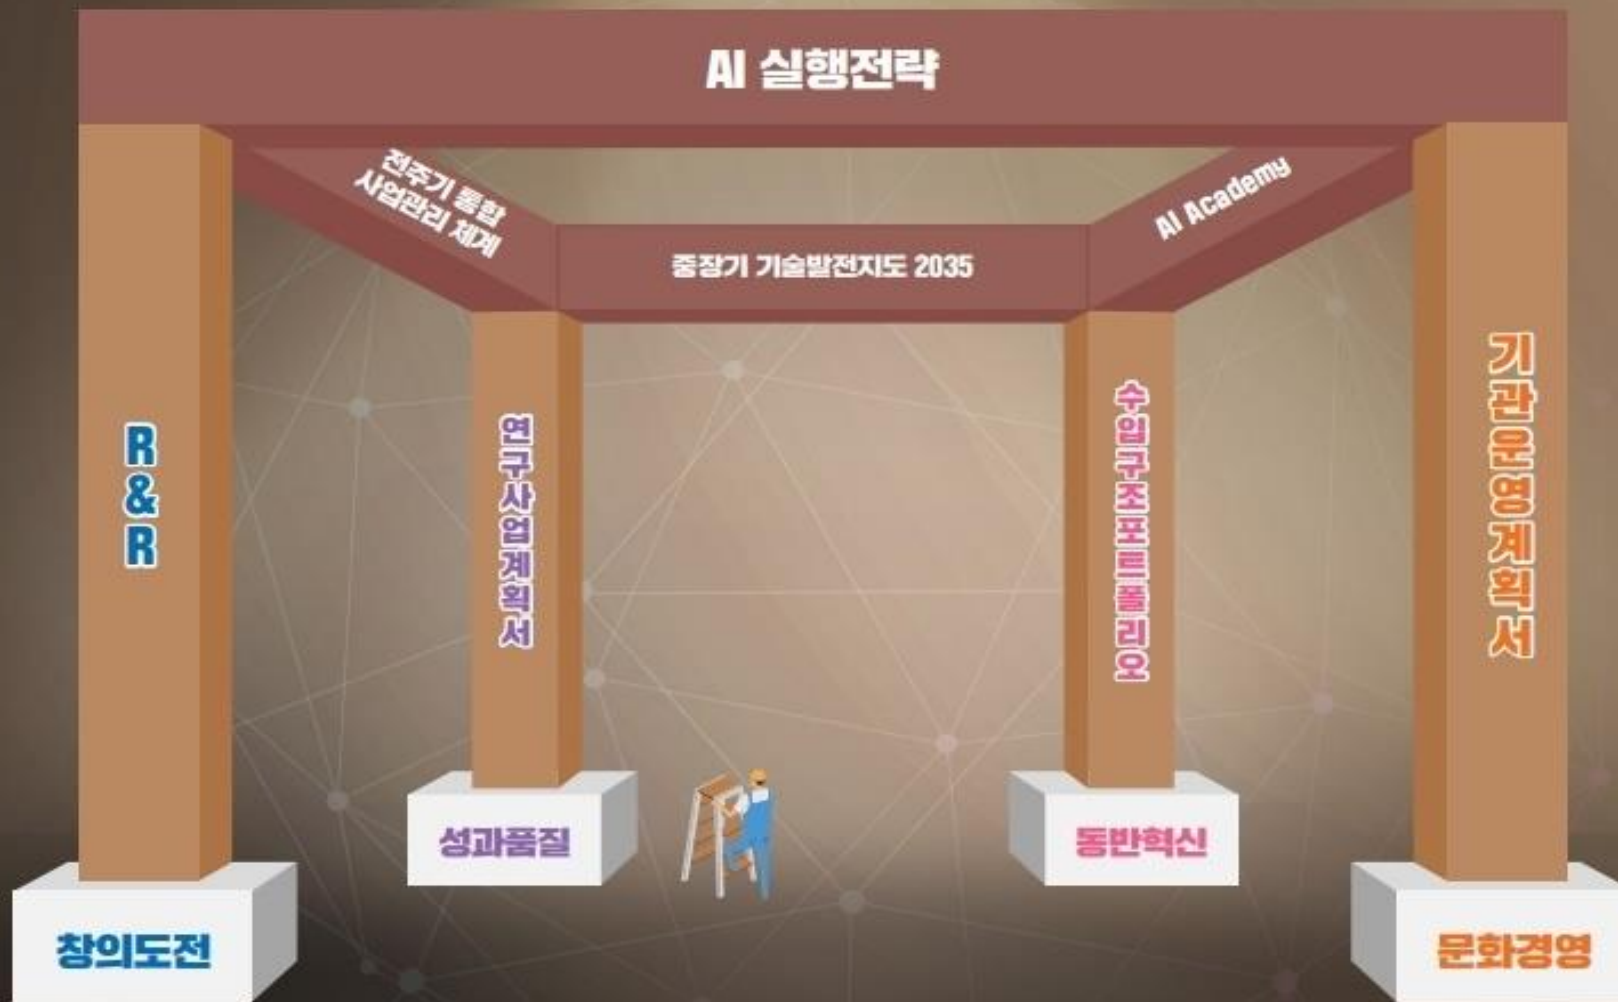 AI 실행전략
전주기 통합
사업관리 체계
AI Academy
중장기 기술발전지도 2035
R&R
연구사업계획서
수입구조포트폴리오
기관운영계획서
성과품질
동반혁신
창의도전
문화경영